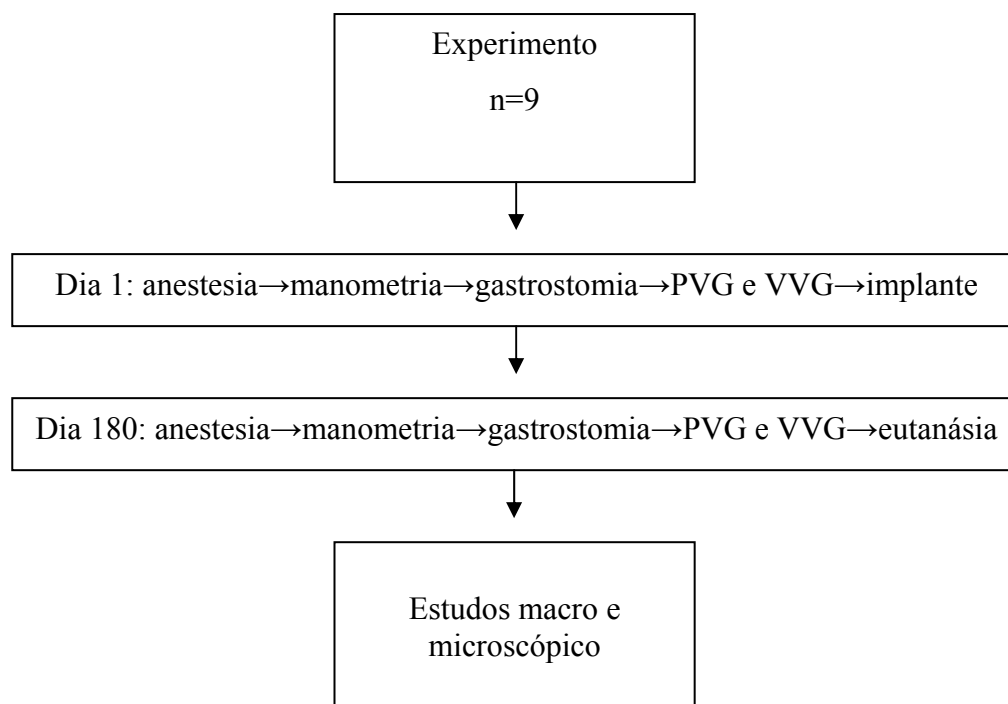 Experimento
n=9
Dia 1: anestesia→manometria→gastrostomia→PVG e VVG→implante
Dia 180: anestesia→manometria→gastrostomia→PVG e VVG→eutanásia
Estudos macro e
microscópico